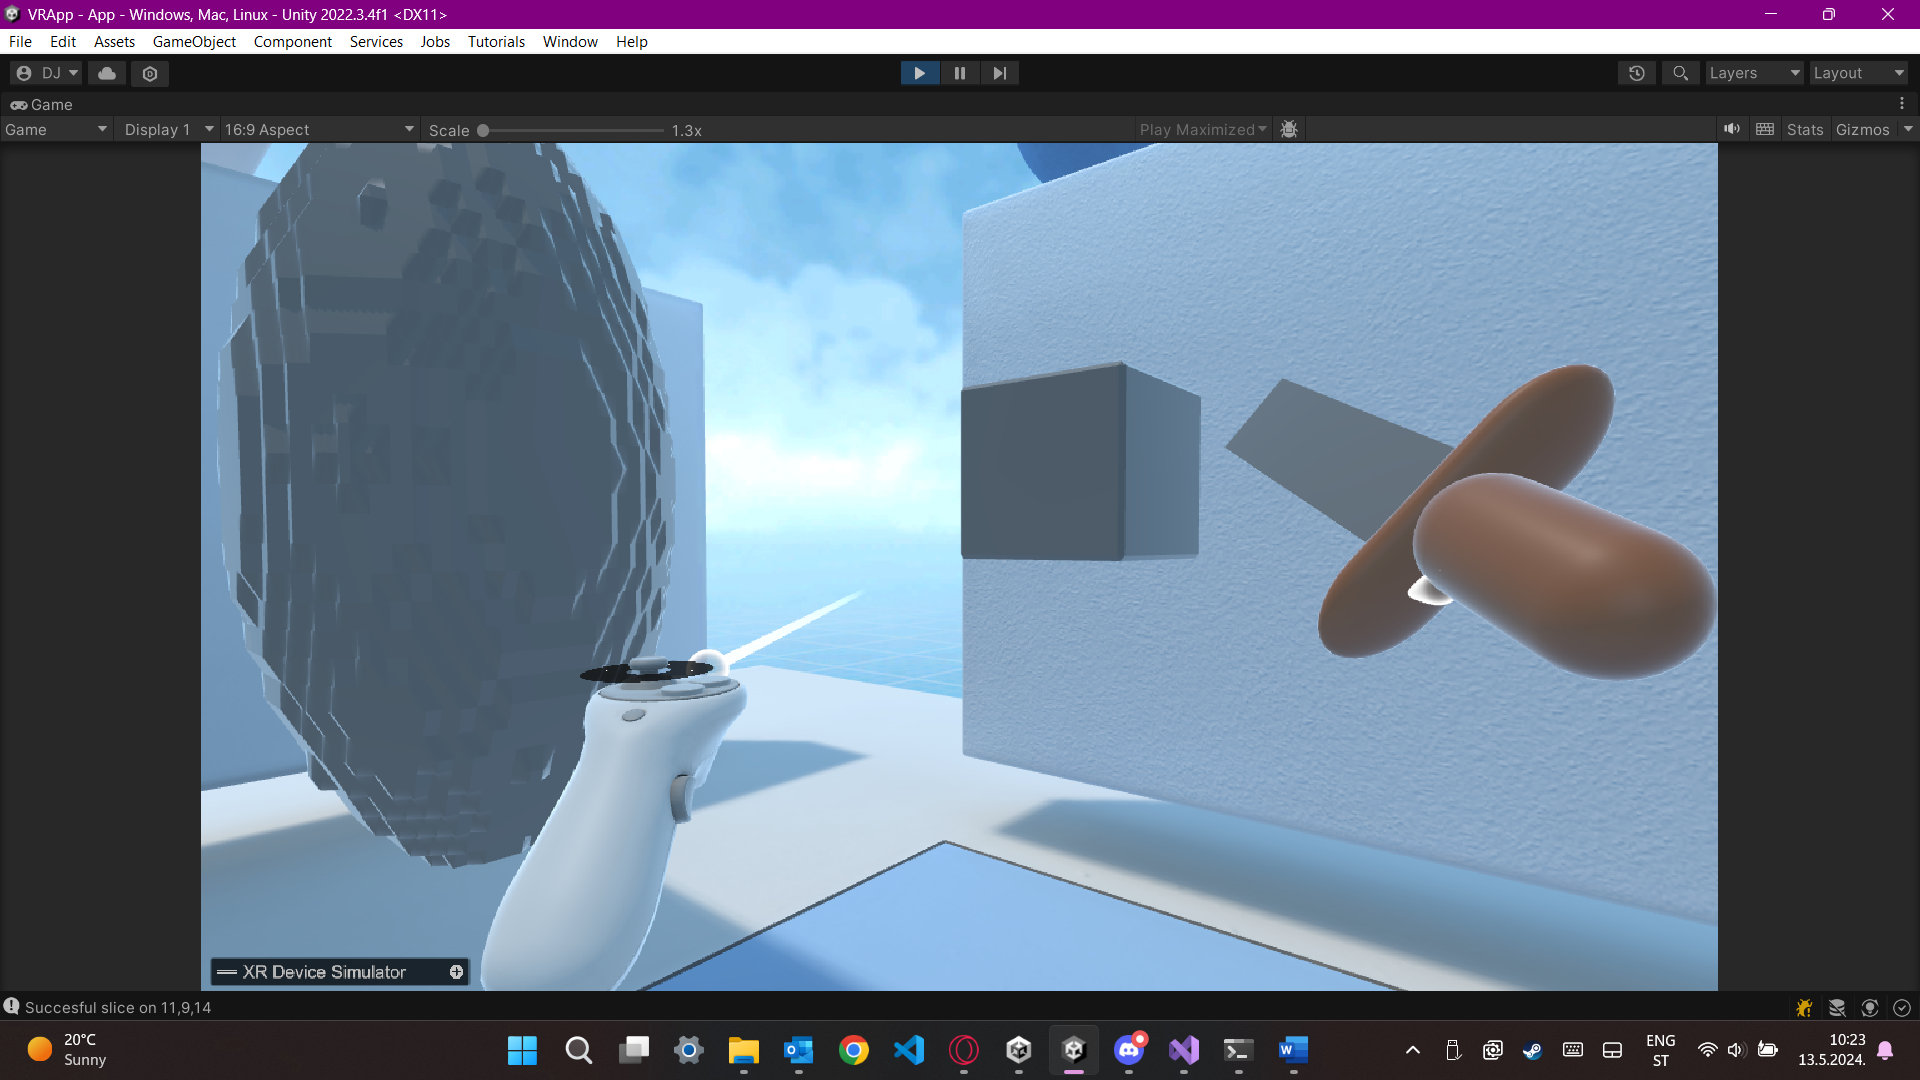 VRApp - App - Windows, Mac, Linux - Unity 2022.3.4f1 <DX11>
File Edit Assets GameObject Component Services Jobs Tutorials Window Help
DJ Layers Layout
Game
Game Display 1 16:9 Aspect Scale 1.3x Play Maximized Stats Gizmos
XR Device Simulator
Succesful slice on 11,9,14
20°C
Sunny
ENG
ST
10:23
13.5.2024.